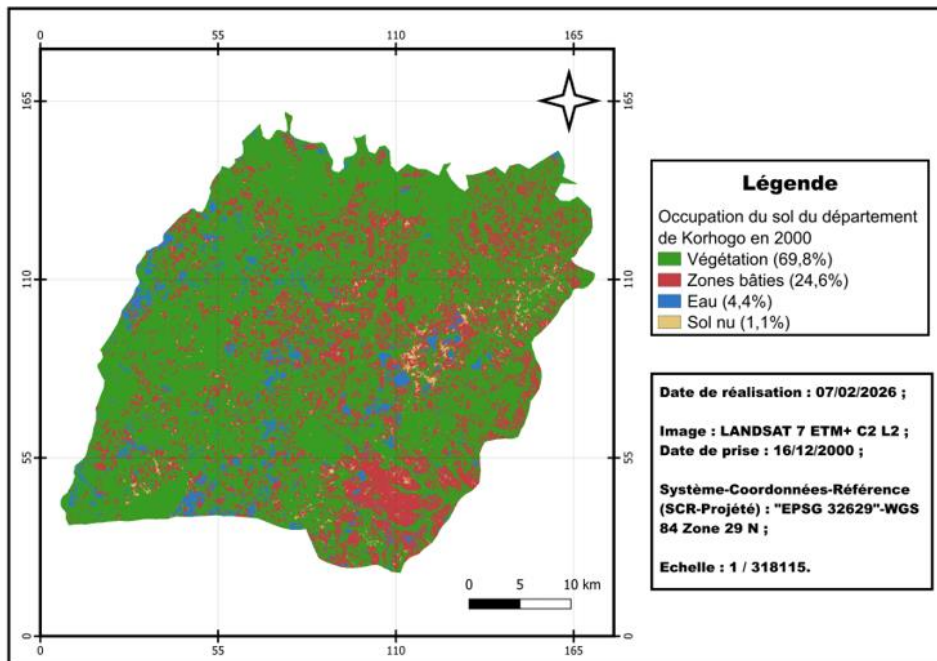 0 55 110 165
165 165
110 110
55 55
0 0
0 55 110 165
0 5 10 km
Légende
Occupation du sol du département
de Korhogo en 2000
Végétation (69,8%)
Zones bâties (24,6%)
Eau (4,4%)
Sol nu (1,1%)
Date de réalisation : 07/02/2026 ;
Image : LANDSAT 7 ETM+ C2 L2 ;
Date de prise : 16/12/2000 ;
Système-Coordonnées-Référence
(SCR-Projété) : "EPSG 32629"-WGS
84 Zone 29 N ;
Echelle : 1 / 318115.